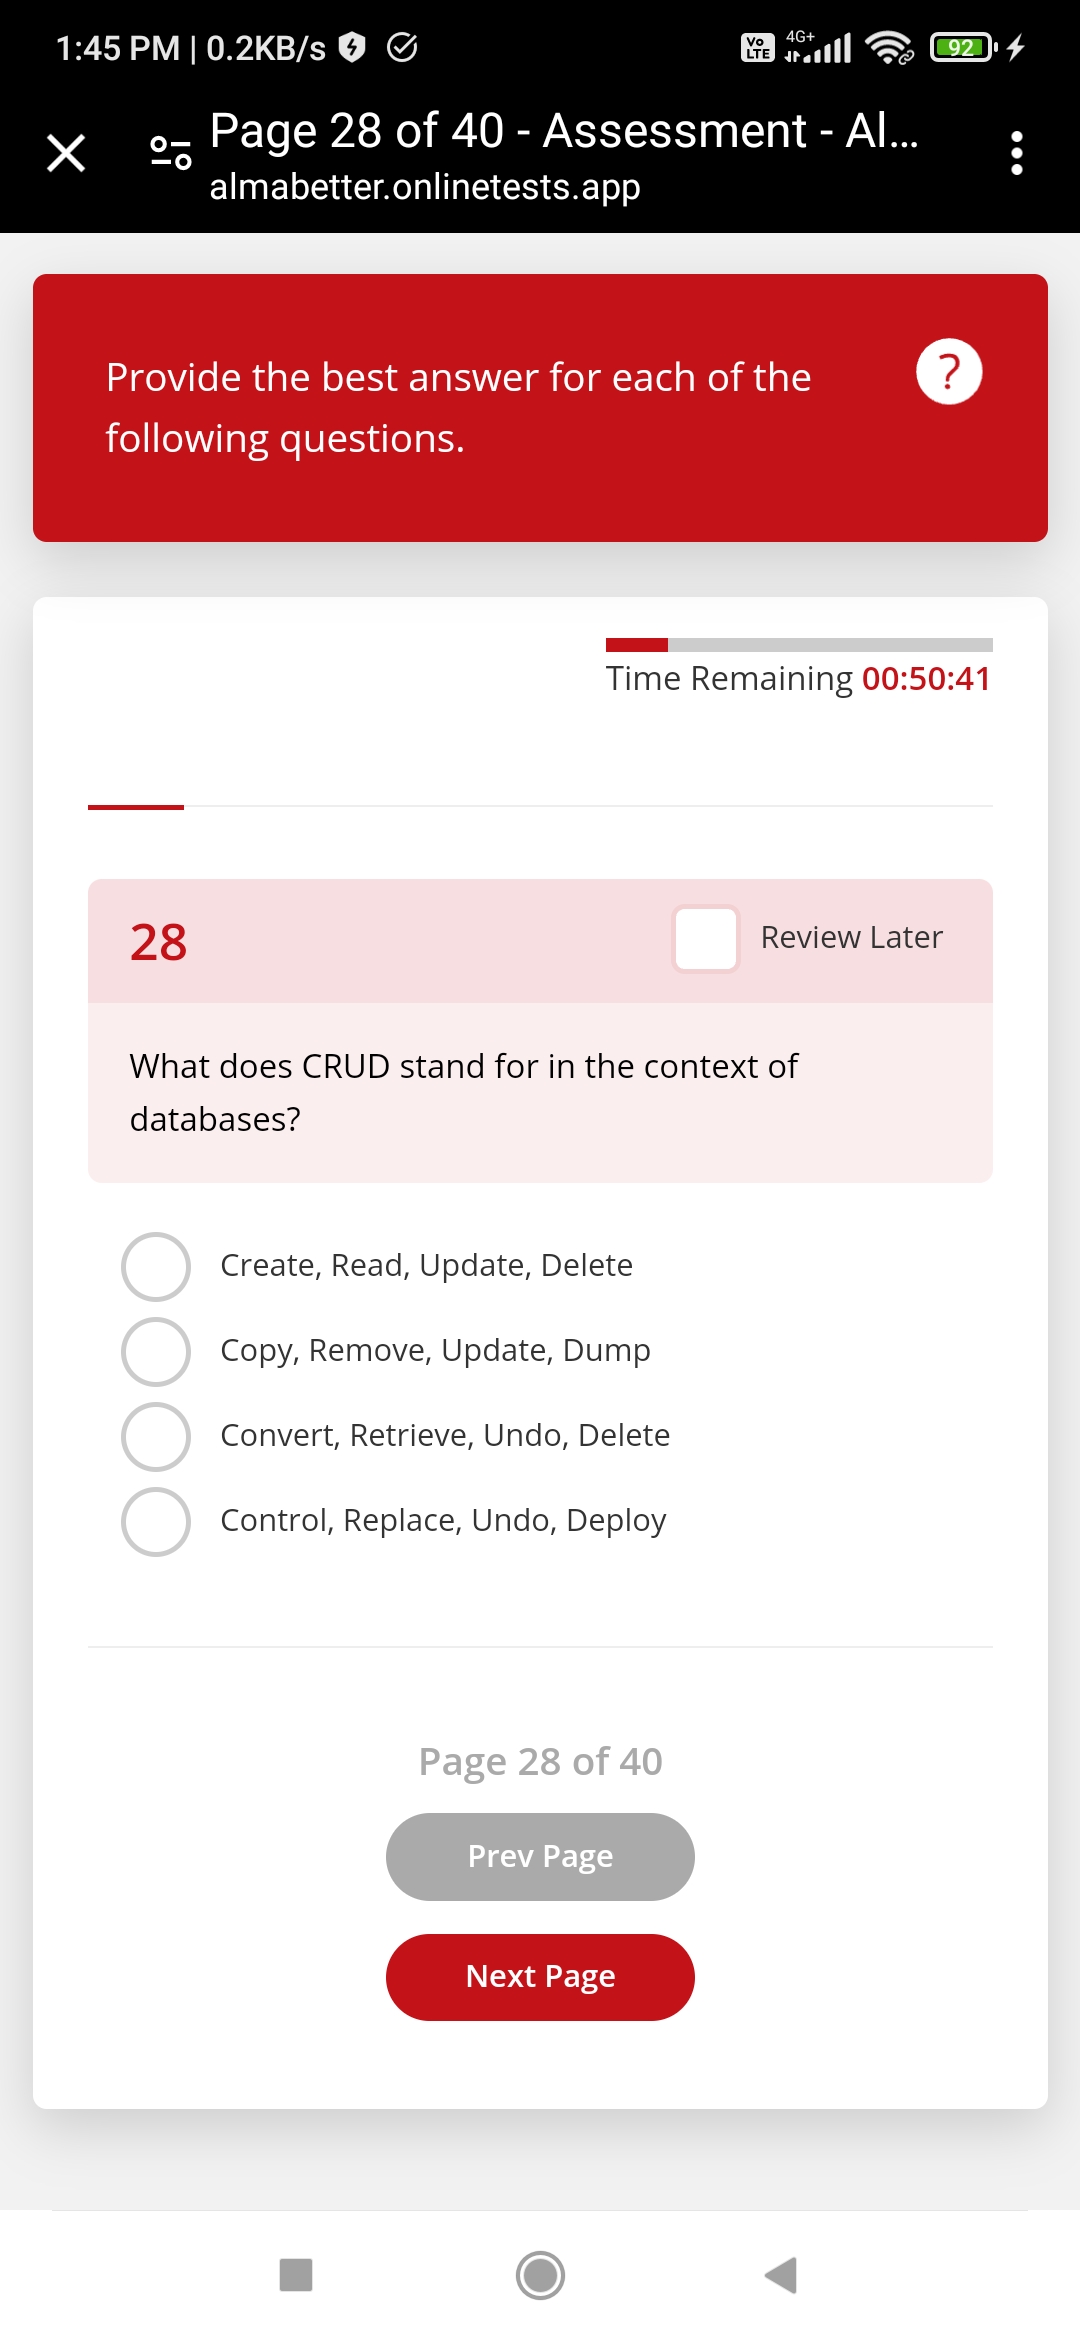 1:45 PM | 0.2KB/s
Vo LTE 4G+ 92
Page 28 of 40 - Assessment - Al...
almabetter.onlinetests.app
Provide the best answer for each of the
following questions.
?
Time Remaining 00:50:41
28
Review Later
What does CRUD stand for in the context of
databases?
Create, Read, Update, Delete
Copy, Remove, Update, Dump
Convert, Retrieve, Undo, Delete
Control, Replace, Undo, Deploy
Page 28 of 40
Prev Page
Next Page